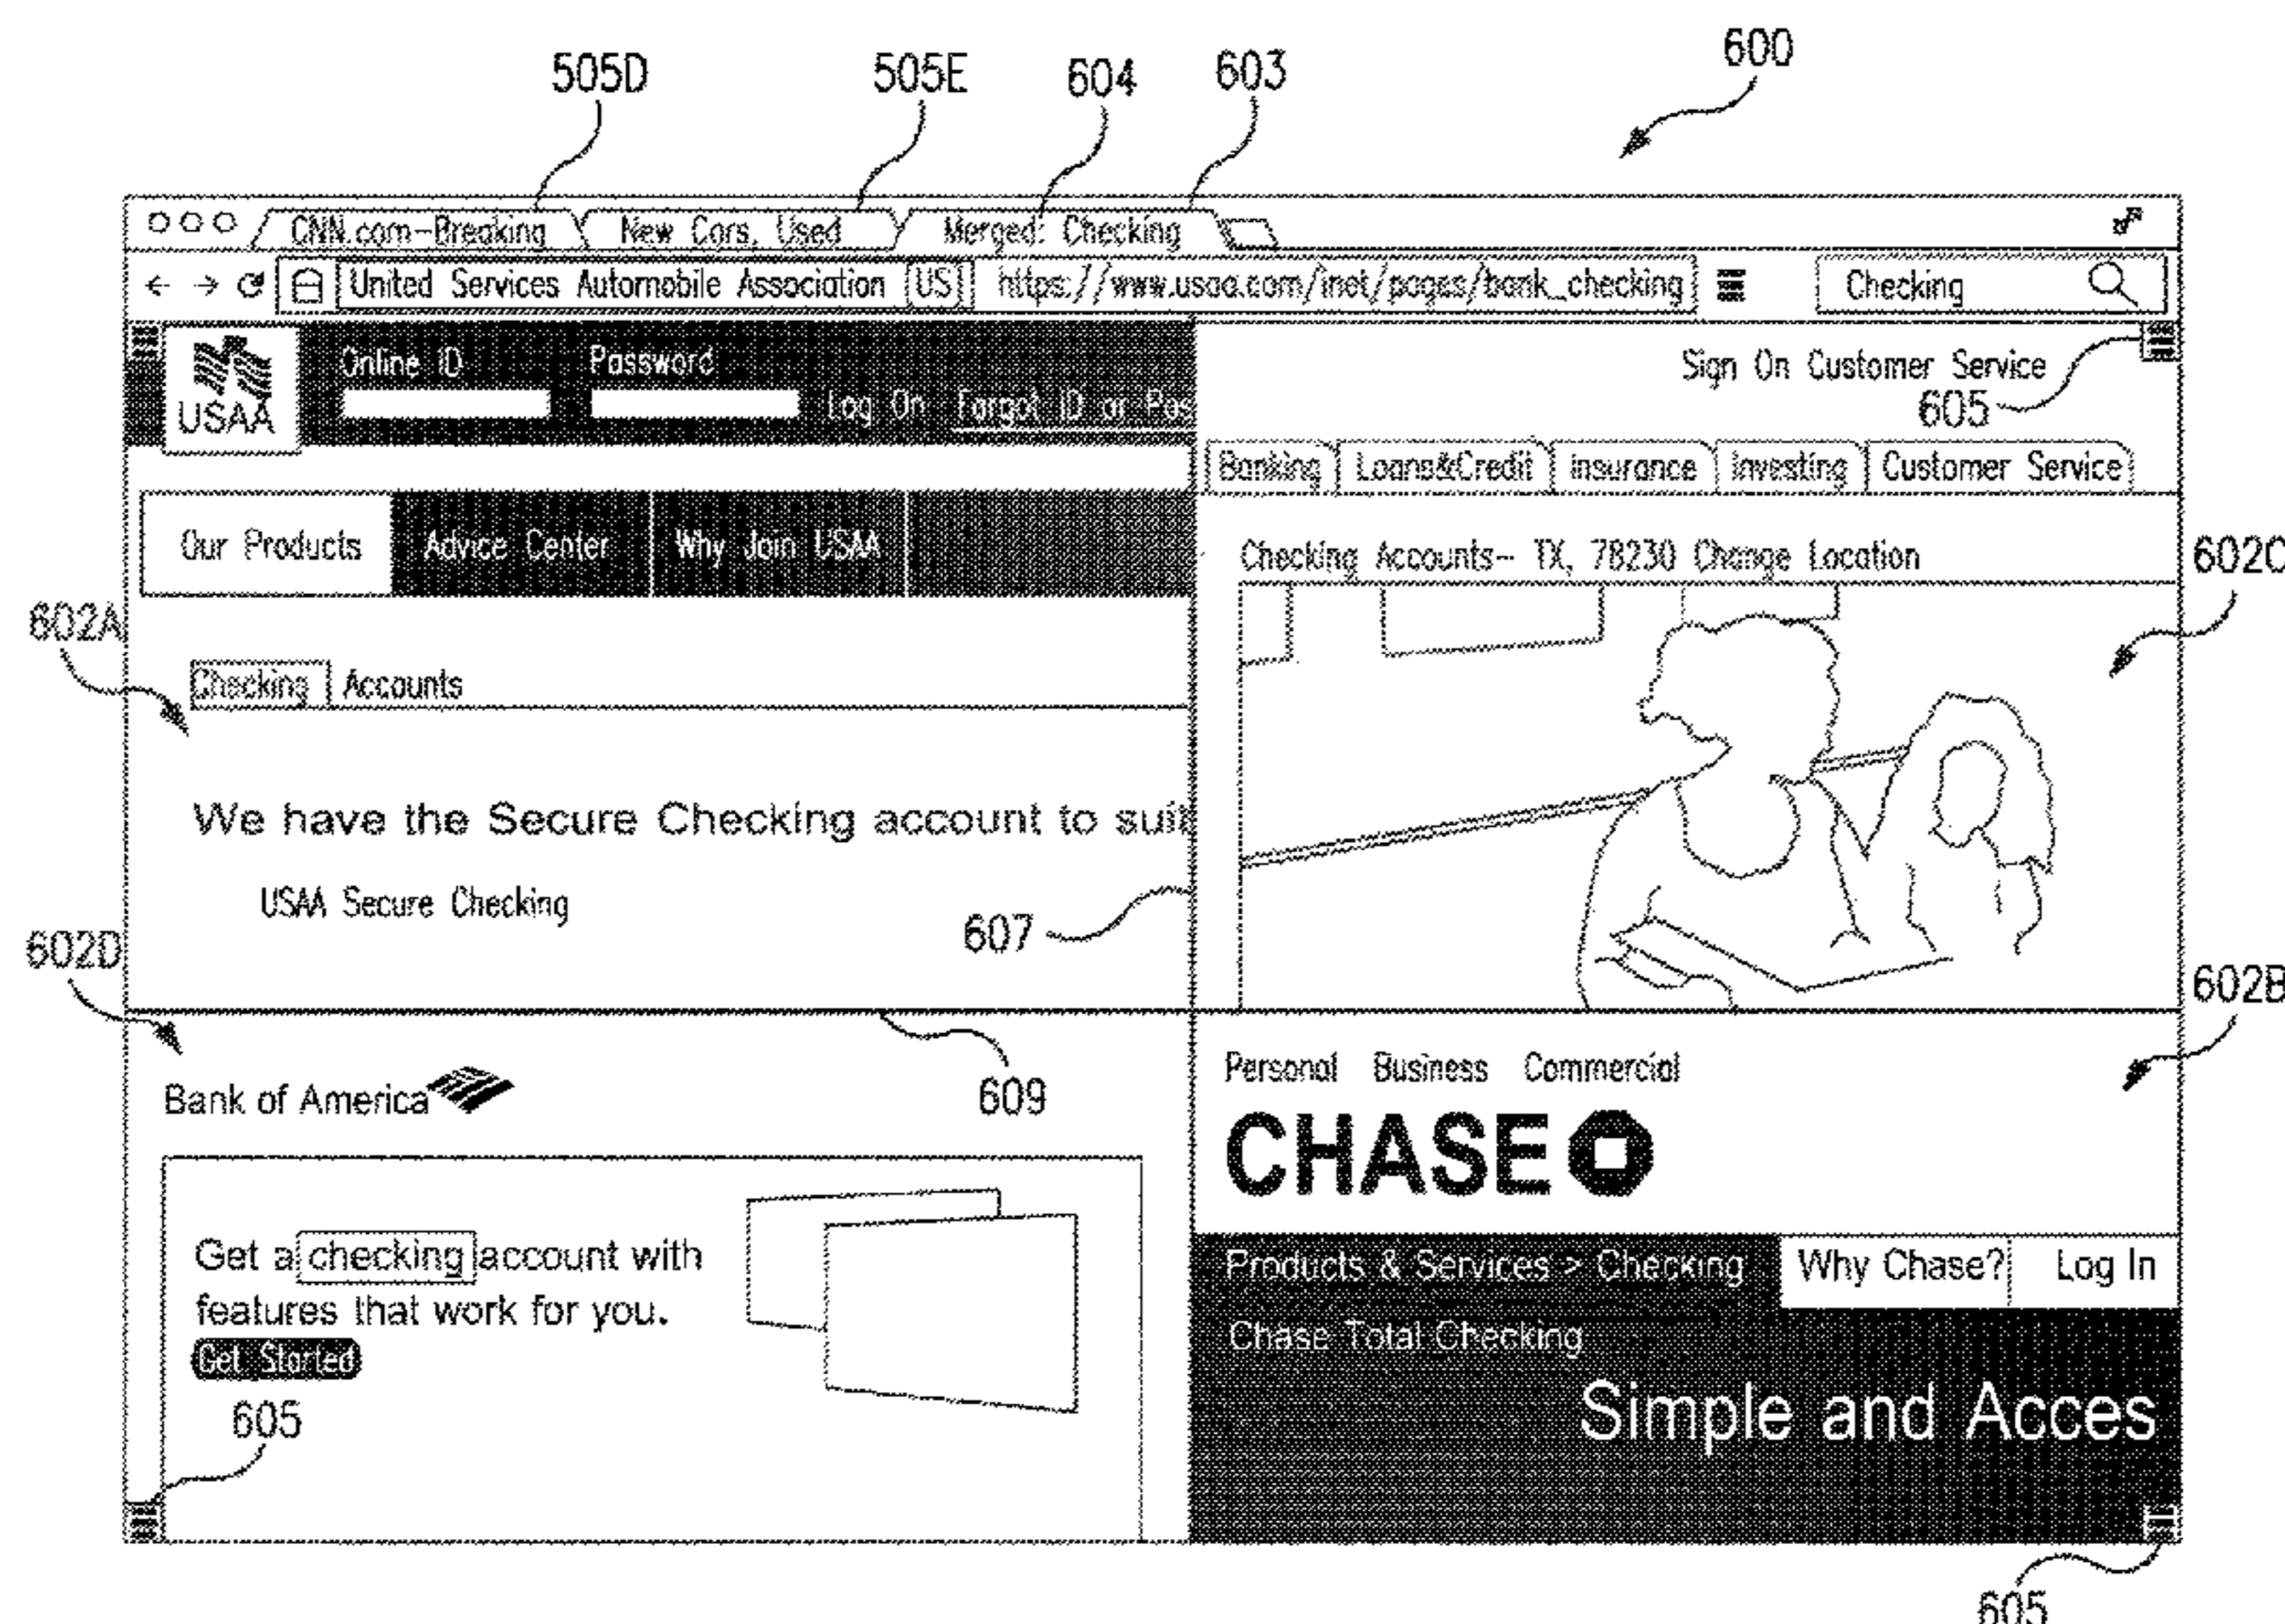 600
505D 505E 604 603
CNN.com-Breaking New Cars, Used Merged: Checking
United Services Automobile Association US https://www.usaa.com/inet/pages/bank_checking Checking
USAA
Online ID Password
Log On Forgot ID or Pas
Our Products Advice Center Why Join USAA
602A
Checking Accounts
We have the Secure Checking account to suit
USAA Secure Checking
607
Sign On Customer Service
605
Banking Loans&Credit Insurance Investing Customer Service
Checking Accounts-- TX, 78230 Change Location
602C
602D
Bank of America
609
Get a checking account with
features that work for you.
Get Started
605
602B
Personal Business Commercial
CHASE
Products & Services > Checking Why Chase? Log In
Chase Total Checking
Simple and Acces
605